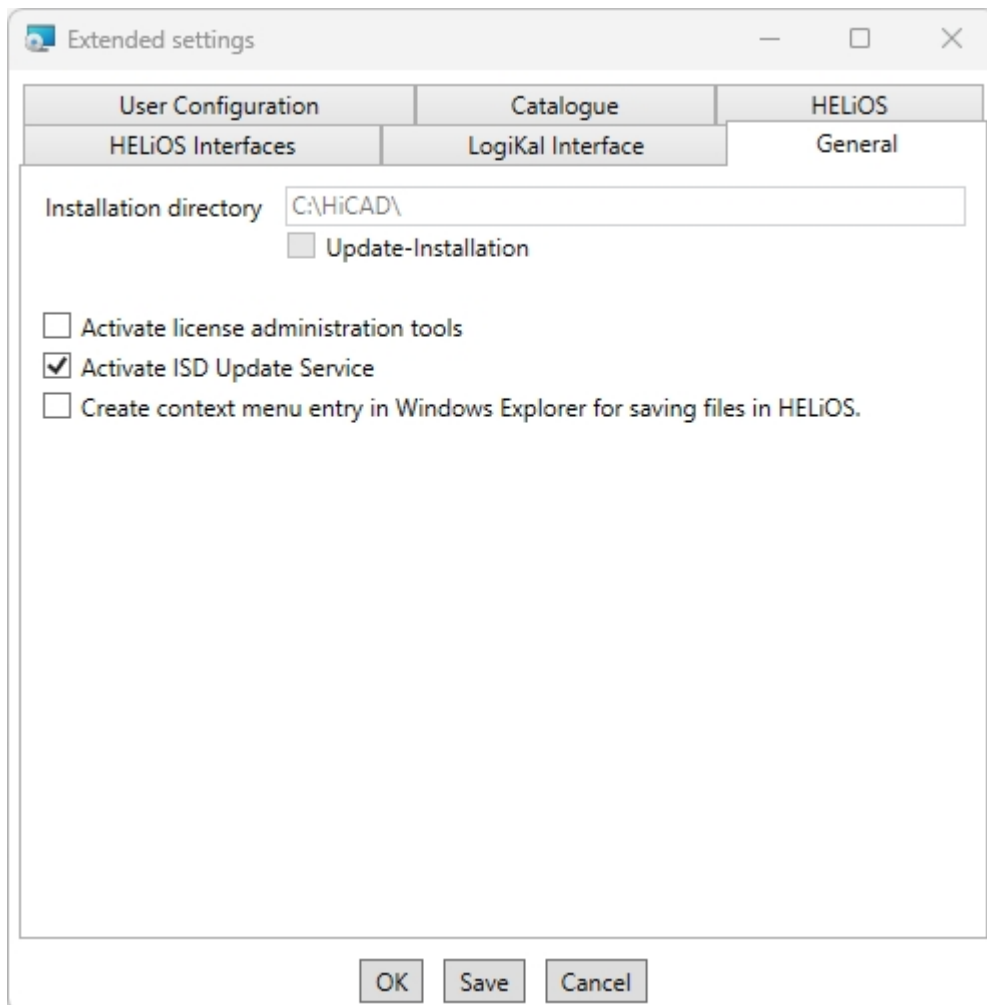 Extended settings
User Configuration Catalogue HELiOS
HELiOS Interfaces LogiKal Interface General
Installation directory C:\HiCAD\
Update-Installation
Activate license administration tools
Activate ISD Update Service
Create context menu entry in Windows Explorer for saving files in HELiOS.
OK Save Cancel